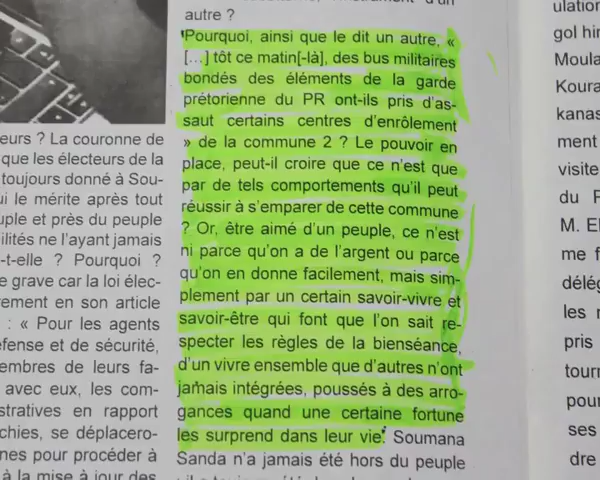 eurs ? La couronne de
que les électeurs de la
toujours donné à Sou-
ui le mérite après tout
uple et près du peuple
ilités ne l'ayant jamais
-t-elle ? Pourquoi ?
e grave car la loi élec-
rement en son article
: « Pour les agents
éfense et de sécurité,
embres de leurs fa-
avec eux, les com-
stratives en rapport
rchies, se déplacero-
nes pour procéder à
à la mise à jour des
autre ?
Pourquoi, ainsi que le dit un autre, «
[...] tôt ce matin[-là], des bus militaires
bondés des éléments de la garde
prétorienne du PR ont-ils pris d'as-
saut certains centres d'enrôlement
» de la commune 2 ? Le pouvoir en
place, peut-il croire que ce n'est que
par de tels comportements qu'il peut
réussir à s'emparer de cette commune
? Or, être aimé d'un peuple, ce n'est
ni parce qu'on a de l'argent ou parce
qu'on en donne facilement, mais sim-
plement par un certain savoir-vivre et
savoir-être qui font que l'on sait re-
specter les règles de la bienséance,
d'un vivre ensemble que d'autres n'ont
jamais intégrées, poussés à des arro-
gances quand une certaine fortune
les surprend dans leur vie. Soumana
Sanda n'a jamais été hors du peuple
ulation
gol hi
Moula
Koura
kanas
ment
visite
du P
M. El
me f
délég
les r
pris
tourn
pour
ses
dre